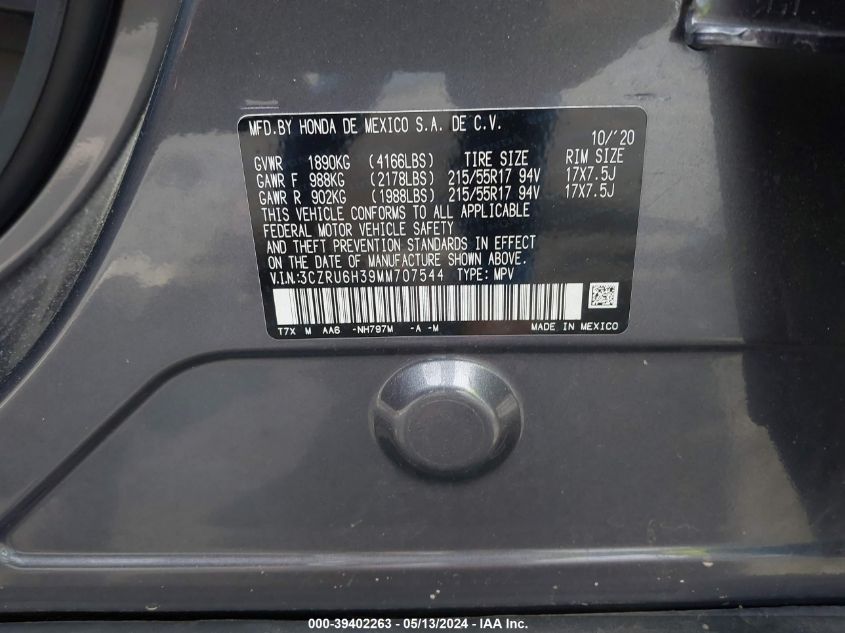 MFD.BY HONDA DE MEXICO S.A. DE C.V.
10/'20
GVWR 1890KG (4166LBS) TIRE SIZE RIM SIZE
GAWR F 988KG (2178LBS) 215/55R17 94V 17X7.5J
GAWR R 902KG (1988LBS) 215/55R17 94V 17X7.5J
THIS VEHICLE CONFORMS TO ALL APPLICABLE
FEDERAL MOTOR VEHICLE SAFETY
AND THEFT PREVENTION STANDARDS IN EFFECT
ON THE DATE OF MANUFACTURE SHOWN ABOVE.
V.I.N:3CZRU6H39MM707544 TYPE: MPV
T7X M AA6 -NH797M -A -M MADE IN MEXICO
000-39402263 - 05/13/2024 - IAA Inc.